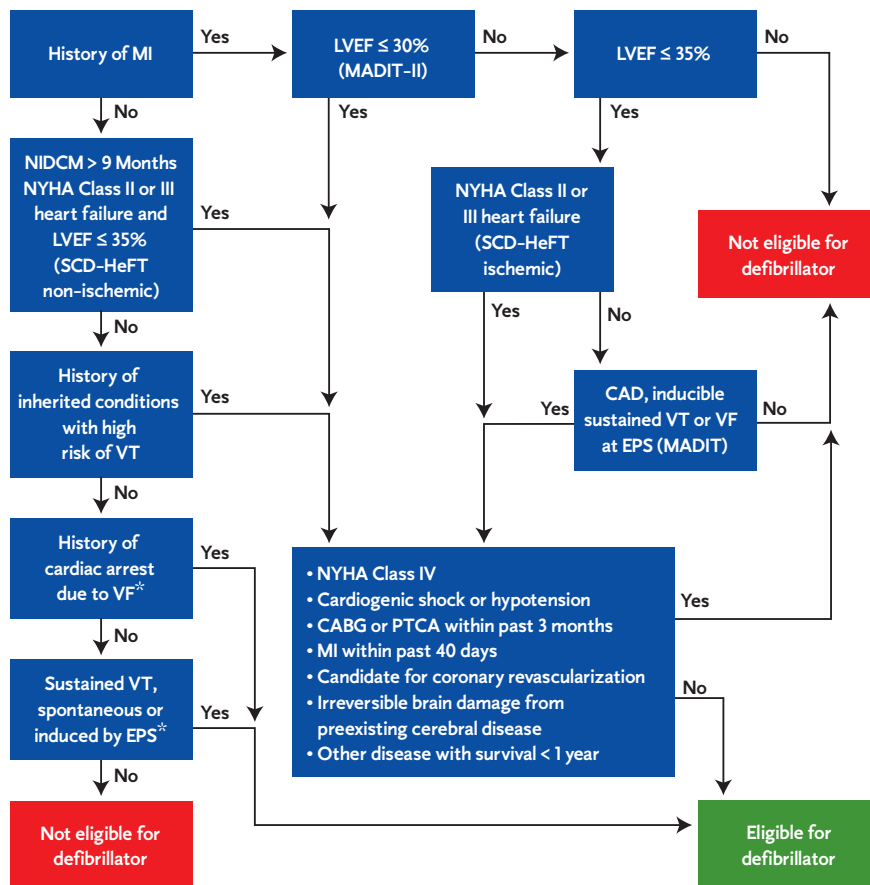 History of MI
Yes
LVEF ≤ 30%
(MADIT-II)
No
LVEF ≤ 35%
No
No
Yes
Yes
NIDCM > 9 Months
NYHA Class II or III
heart failure and
LVEF ≤ 35%
(SCD-HeFT
non-ischemic)
Yes
NYHA Class II or
III heart failure
(SCD-HeFT
ischemic)
Not eligible for
defibrillator
No
Yes
No
History of
inherited conditions
with high
risk of VT
Yes
CAD, inducible
sustained VT or VF
at EPS (MADIT)
Yes
No
No
History of
cardiac arrest
due to VF*
Yes
• NYHA Class IV
• Cardiogenic shock or hypotension
• CABG or PTCA within past 3 months
• MI within past 40 days
• Candidate for coronary revascularization
• Irreversible brain damage from
preexisting cerebral disease
• Other disease with survival < 1 year
Yes
No
No
Sustained VT,
spontaneous or
induced by EPS*
Yes
No
Not eligible for
defibrillator
Eligible for
defibrillator